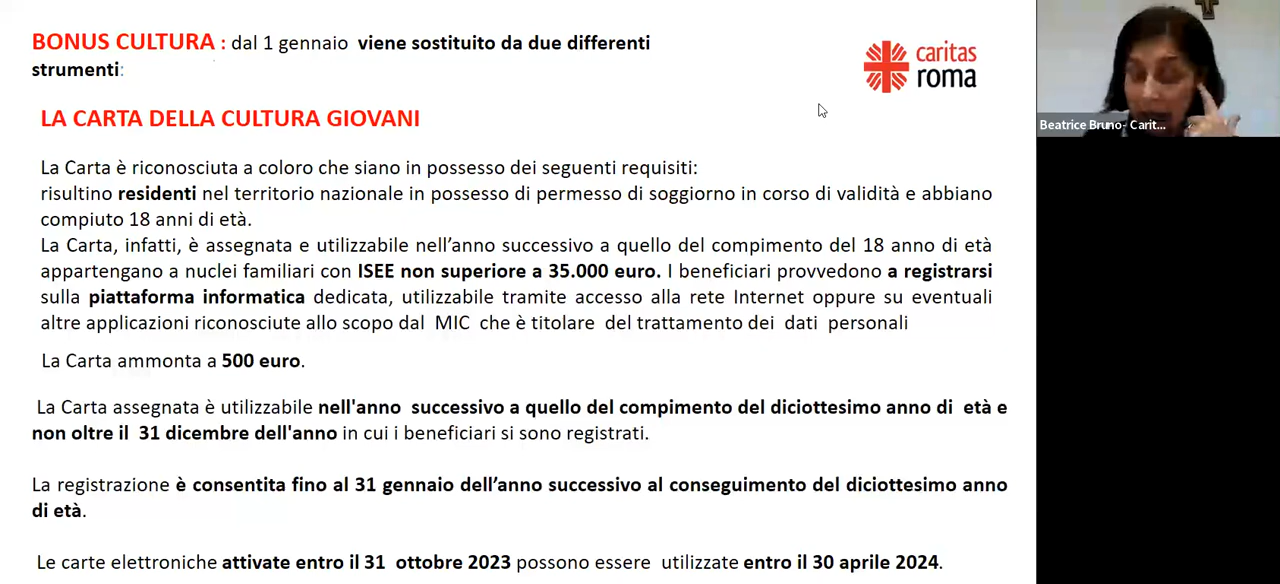 BONUS CULTURA : dal 1 gennaio viene sostituito da due differenti
strumenti:
caritas
roma
LA CARTA DELLA CULTURA GIOVANI
La Carta è riconosciuta a coloro che siano in possesso dei seguenti requisiti:
risultino residenti nel territorio nazionale in possesso di permesso di soggiorno in corso di validità e abbiano
compiuto 18 anni di età.
La Carta, infatti, è assegnata e utilizzabile nell’anno successivo a quello del compimento del 18 anno di età
appartengano a nuclei familiari con ISEE non superiore a 35.000 euro. I beneficiari provvedono a registrarsi
sulla piattaforma informatica dedicata, utilizzabile tramite accesso alla rete Internet oppure su eventuali
altre applicazioni riconosciute allo scopo dal MIC che è titolare del trattamento dei dati personali
La Carta ammonta a 500 euro.
La Carta assegnata è utilizzabile nell'anno successivo a quello del compimento del diciottesimo anno di età e
non oltre il 31 dicembre dell'anno in cui i beneficiari si sono registrati.
La registrazione è consentita fino al 31 gennaio dell’anno successivo al conseguimento del diciottesimo anno
di età.
Le carte elettroniche attivate entro il 31 ottobre 2023 possono essere utilizzate entro il 30 aprile 2024.
Beatrice Bruno- Carit...